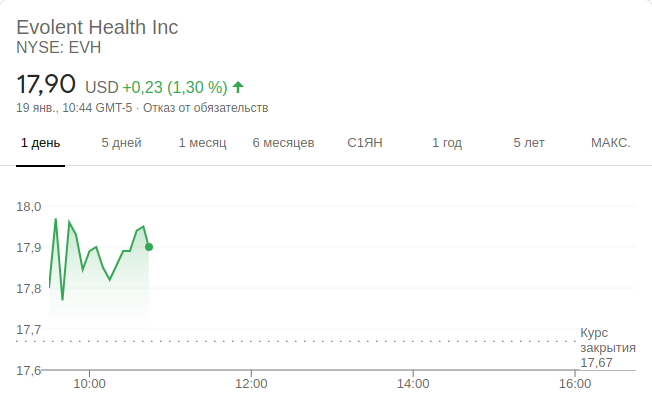 Evolent Health Inc
NYSE: EVH
17,90 USD +0,23 (1,30 %)
19 янв., 10:44 GMT-5 · Отказ от обязательств
1 день 5 дней 1 месяц 6 месяцев С1ЯН 1 год 5 лет МАКС.
18,0
17,9
17,8
17,7
Курс
закрытия
17,67
17,6
10:00 12:00 14:00 16:00